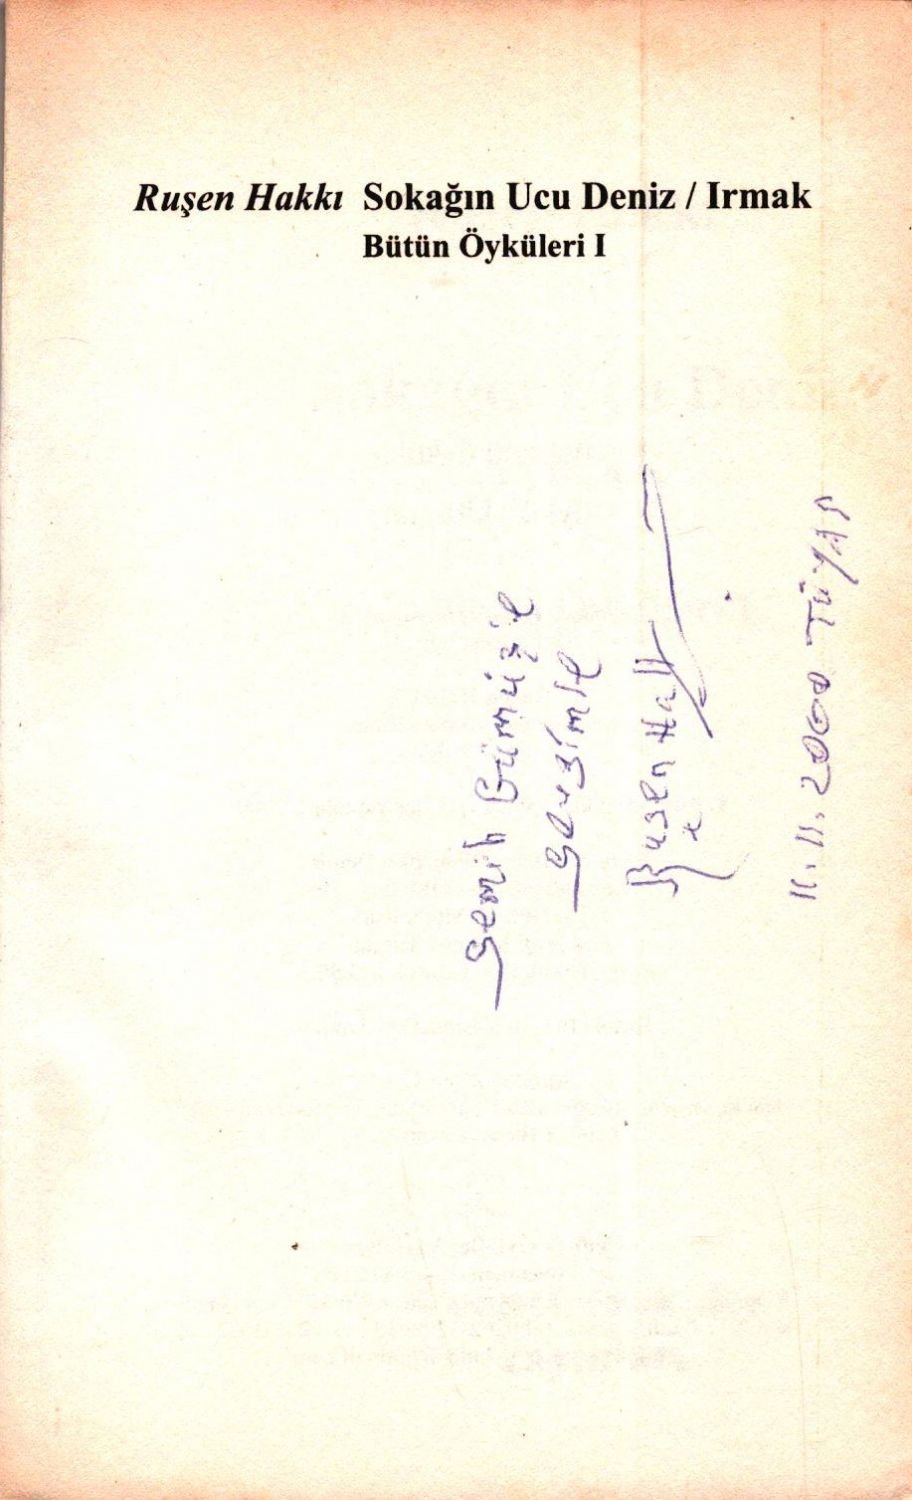 Ruşen Hakkı Sokağın Ucu Deniz / Irmak
Bütün Öyküleri I
Semih Gümüş'e
sevgimle
Ruşen Hakkı
11.11.2000 TÜYAP